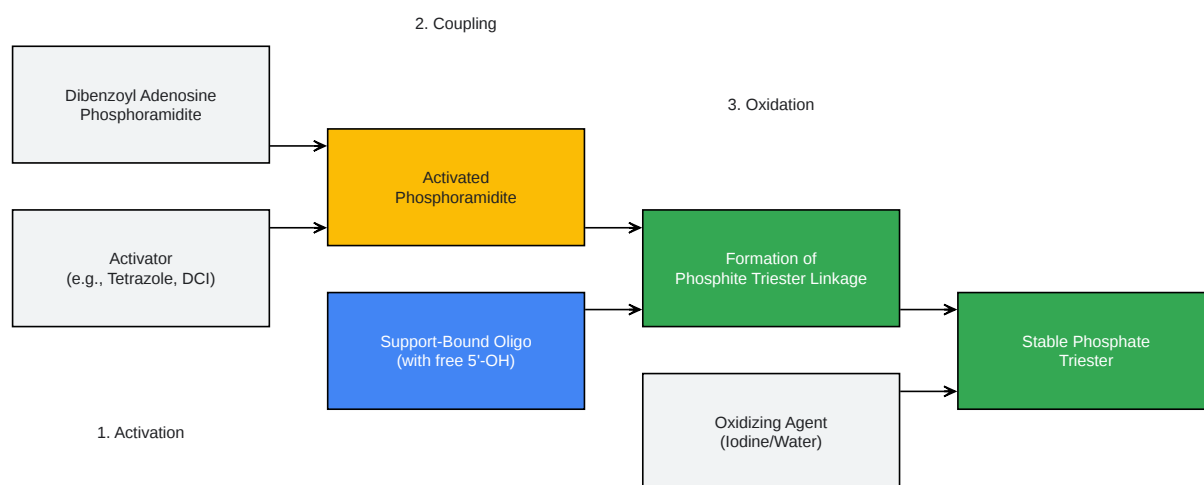 2. Coupling
Dibenzoyl Adenosine
Phosphoramidite
3. Oxidation
Activated
Phosphoramidite
Activator
(e.g., Tetrazole, DCI)
Formation of
Phosphite Triester Linkage
Support-Bound Oligo
(with free 5'-OH)
Stable Phosphate
Triester
1. Activation
Oxidizing Agent
(Iodine/Water)